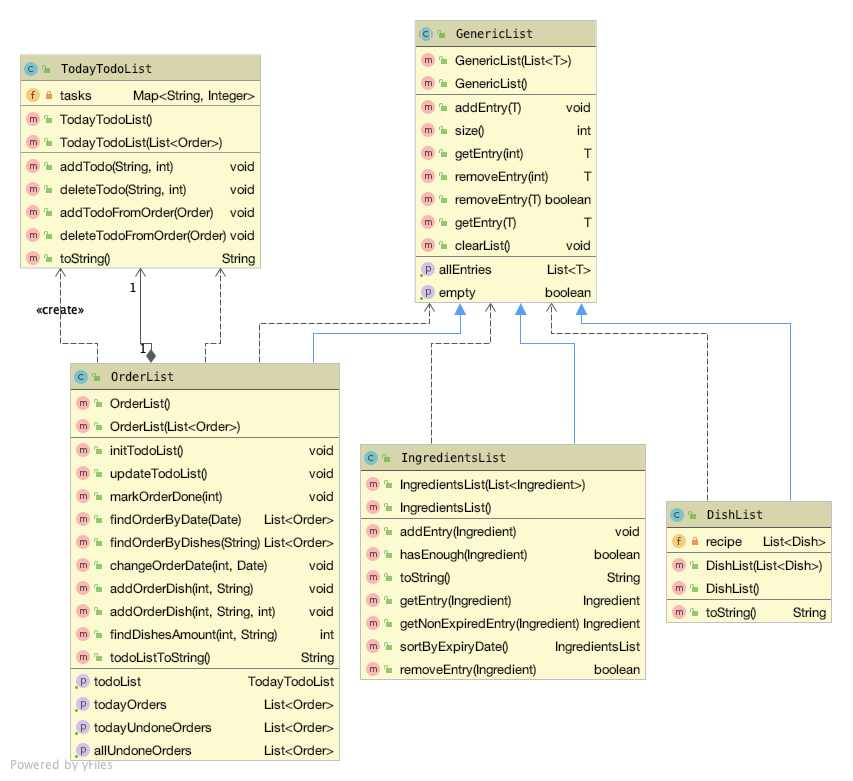 TodayTodoList
tasks Map<String, Integer>
TodayTodoList()
TodayTodoList(List<Order>)
addTodo(String, int) void
deleteTodo(String, int) void
addTodoFromOrder(Order) void
deleteTodoFromOrder(Order) void
toString() String
GenericList
GenericList(List<T>)
GenericList()
addEntry(T) void
size() int
getEntry(int) T
removeEntry(int) T
removeEntry(T) boolean
getEntry(T) T
clearList() void
allEntries List<T>
empty boolean
1
«create»
1
OrderList
OrderList()
OrderList(List<Order>)
initTodoList() void
updateTodoList() void
markOrderDone(int) void
findOrderByDate(Date) List<Order>
findOrderByDishes(String) List<Order>
changeOrderDate(int, Date) void
addOrderDish(int, String) void
addOrderDish(int, String, int) void
findDishesAmount(int, String) int
todoListToString() String
todoList TodayTodoList
todayOrders List<Order>
todayUndoneOrders List<Order>
allUndoneOrders List<Order>
IngredientsList
IngredientsList(List<Ingredient>)
IngredientsList()
addEntry(Ingredient) void
hasEnough(Ingredient) boolean
toString() String
getEntry(Ingredient) Ingredient
getNonExpiredEntry(Ingredient) Ingredient
sortByExpiryDate() IngredientsList
removeEntry(Ingredient) boolean
DishList
recipe List<Dish>
DishList(List<Dish>)
DishList()
toString() String
Powered by yFiles